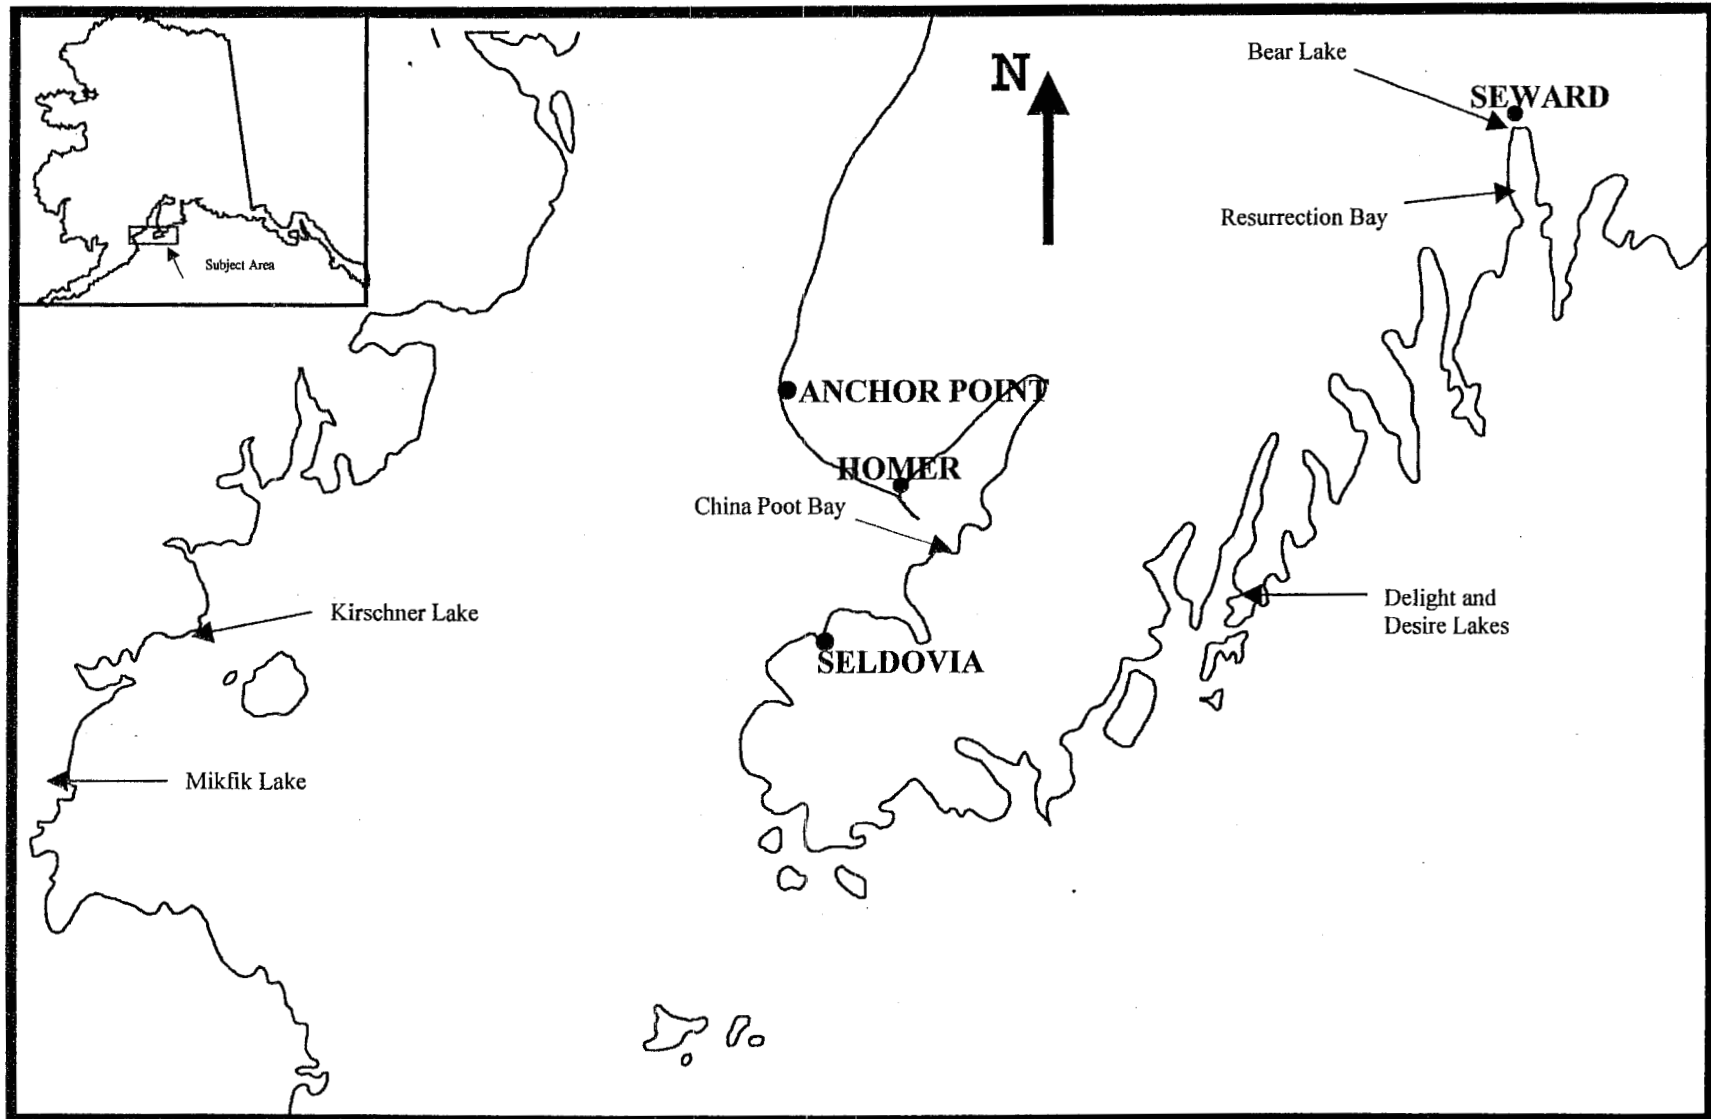 Bear Lake
N
SEWARD
Resurrection Bay
Subject Area
ANCHOR POINT
HOMER
China Poot Bay
Kirschner Lake
Delight and
Desire Lakes
SELDOVIA
Mikfik Lake